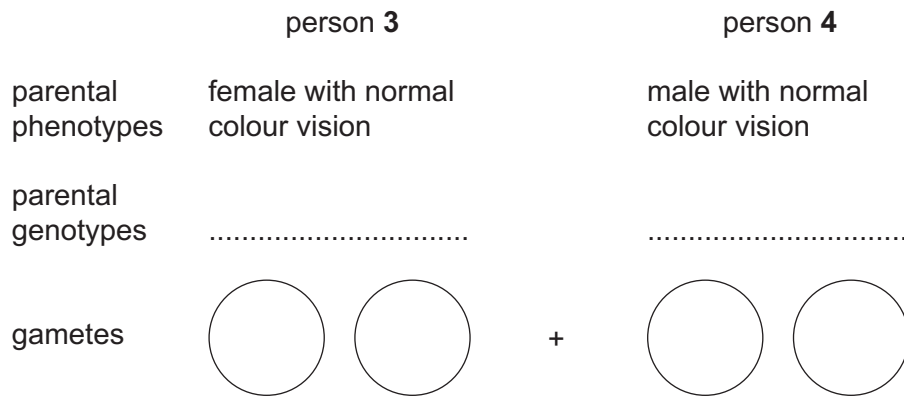 person 3 person 4
parental female with normal male with normal
phenotypes colour vision colour vision
parental
genotypes ................................ ................................
gametes +